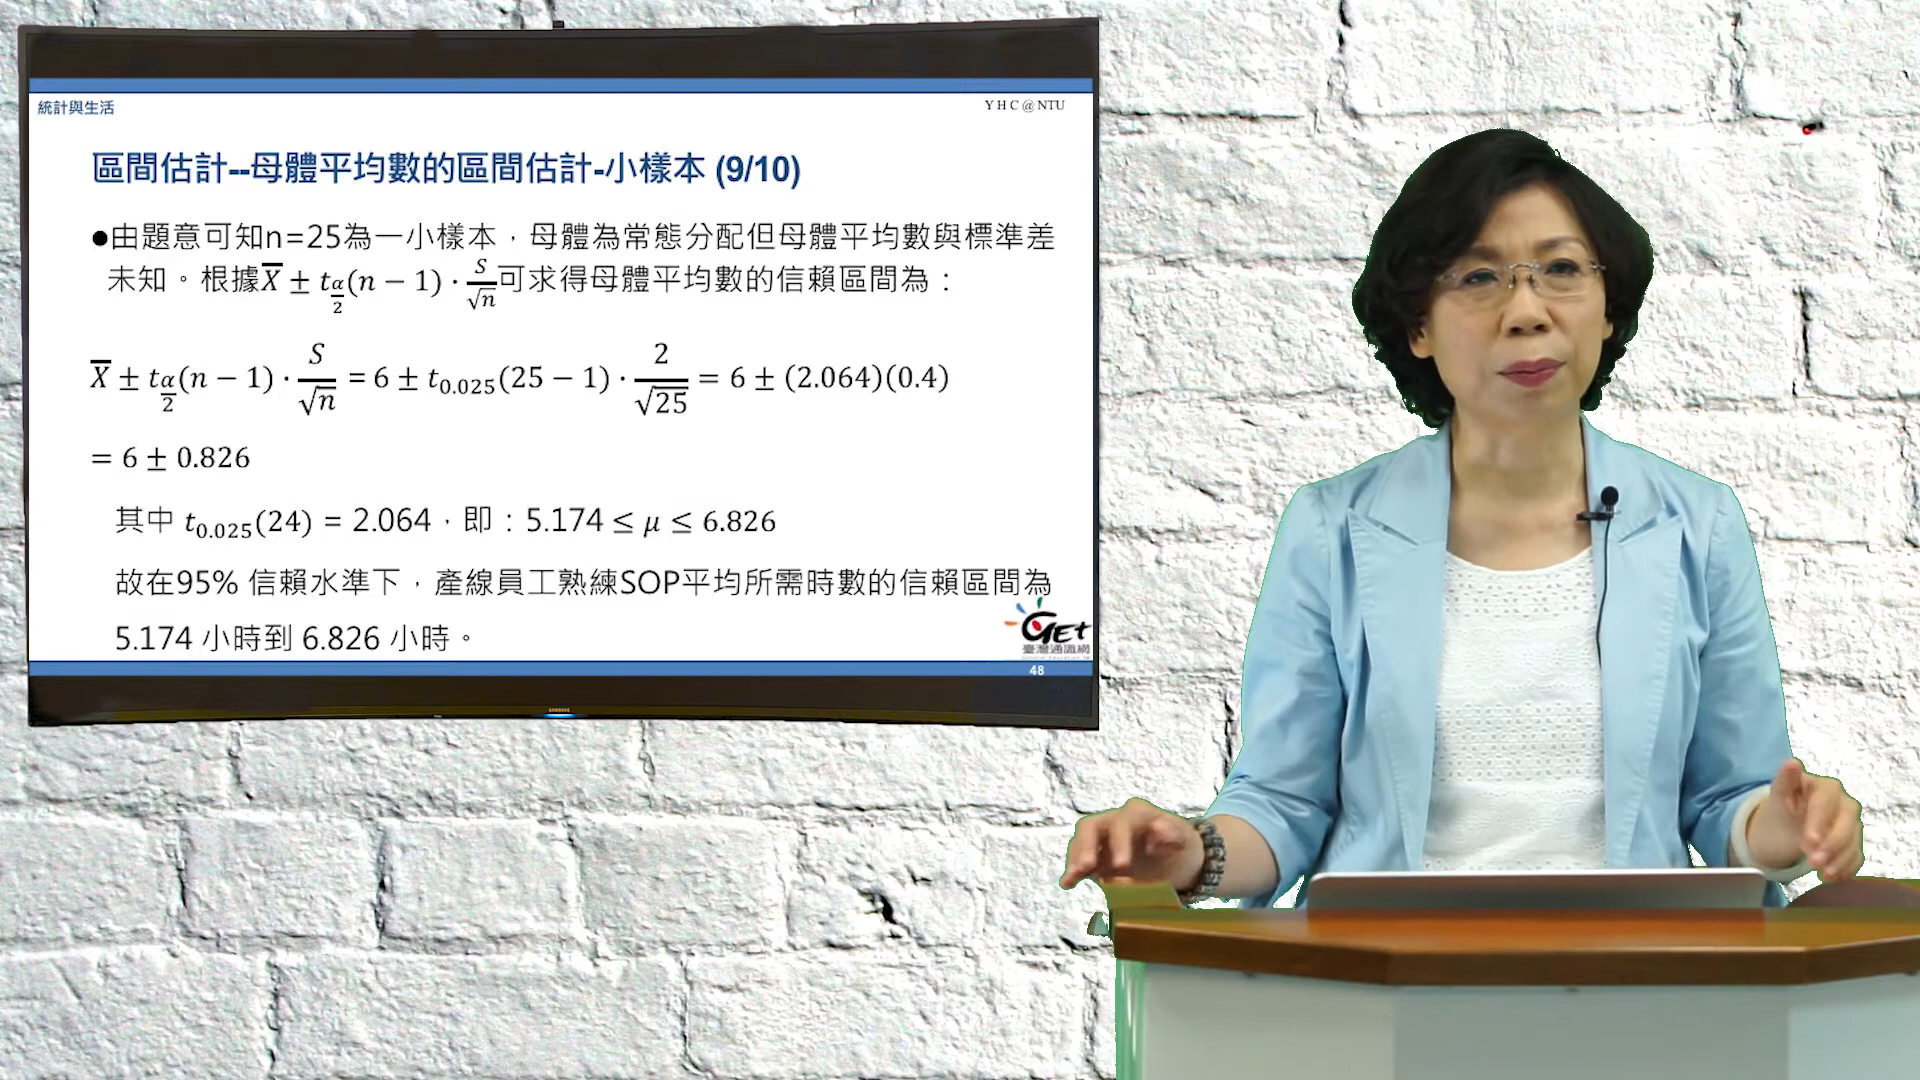 統計與生活
Y H C @ NTU
區間估計--母體平均數的區間估計-小樣本 (9/10)
●由題意可知n=25為一小樣本，母體為常態分配但母體平均數與標準差
未知。根據X̅ ± t_{α/2}(n − 1) · S/√n可求得母體平均數的信賴區間為：
X̅ ± t_{α/2}(n − 1) · S/√n = 6 ± t_{0.025}(25 − 1) · 2/√25 = 6 ± (2.064)(0.4)
= 6 ± 0.826
其中 t_{0.025}(24) = 2.064，即：5.174 ≤ μ ≤ 6.826
故在95% 信賴水準下，產線員工熟練SOP平均所需時數的信賴區間為
5.174 小時到 6.826 小時。
GEt
臺灣通識網
48
SAMSUNG